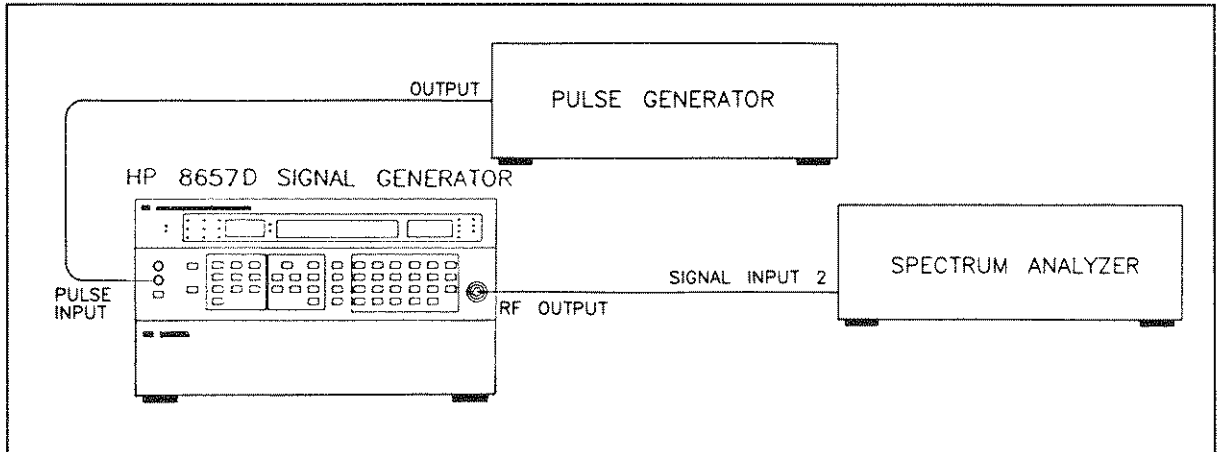 OUTPUT
PULSE GENERATOR
HP 8657D SIGNAL GENERATOR
PULSE
INPUT
RF OUTPUT
SIGNAL INPUT 2
SPECTRUM ANALYZER